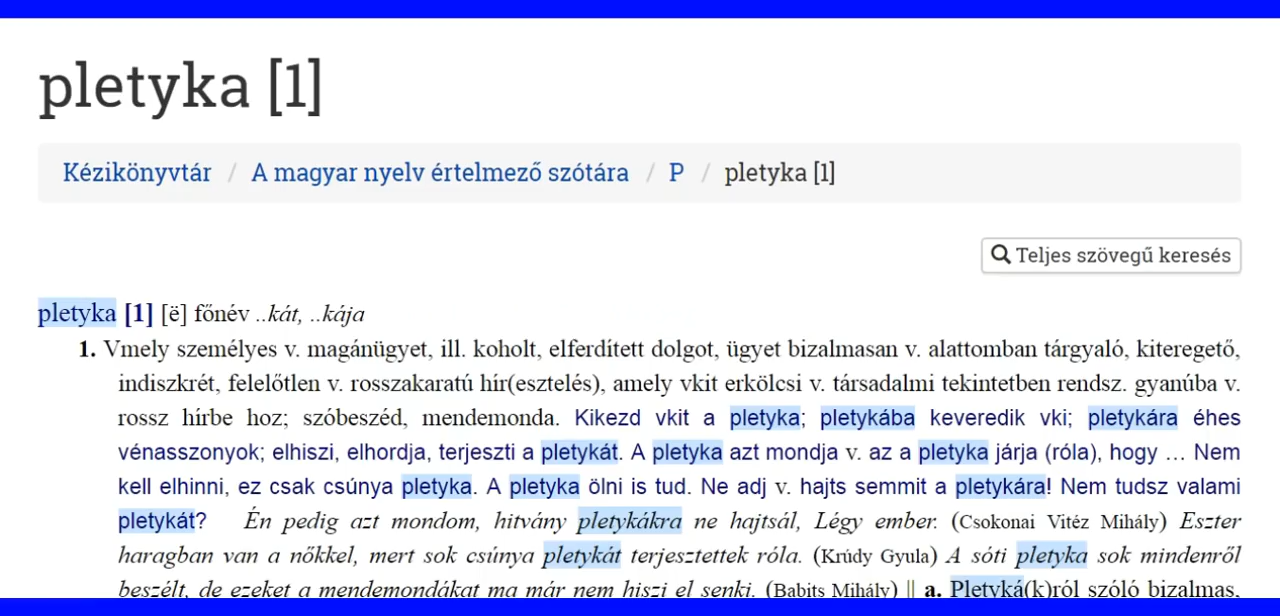 pletyka [1]
Kézikönyvtár / A magyar nyelv értelmező szótára / P / pletyka [1]
Teljes szövegű keresés
pletyka [1] [ë] főnév ..kát, ..kája
1. Vmely személyes v. magánügyet, ill. koholt, elferdített dolgot, ügyet bizalmasan v. alattomban tárgyaló, kiteregető,
indiszkrét, felelőtlen v. rosszakaratú hír(esztelés), amely vkit erkölcsi v. társadalmi tekintetben rendsz. gyanúba v.
rossz hírbe hoz; szóbeszéd, mendemonda. Kikezd vkit a pletyka; pletykába keveredik vki; pletykára éhes
vénasszonyok; elhiszi, elhordja, terjeszti a pletykát. A pletyka azt mondja v. az a pletyka járja (róla), hogy … Nem
kell elhinni, ez csak csúnya pletyka. A pletyka ölni is tud. Ne adj v. hajts semmit a pletykára! Nem tudsz valami
pletykát? Én pedig azt mondom, hitvány pletykákra ne hajtsál, Légy ember. (Csokonai Vitéz Mihály) Eszter
haragban van a nőkkel, mert sok csúnya pletykát terjesztettek róla. (Krúdy Gyula) A sóti pletyka sok mindenről
beszélt, de ezeket a mendemondákat ma már nem hiszi el senki. (Babits Mihály) || a. Pletyká(k)ról szóló bizalmas,